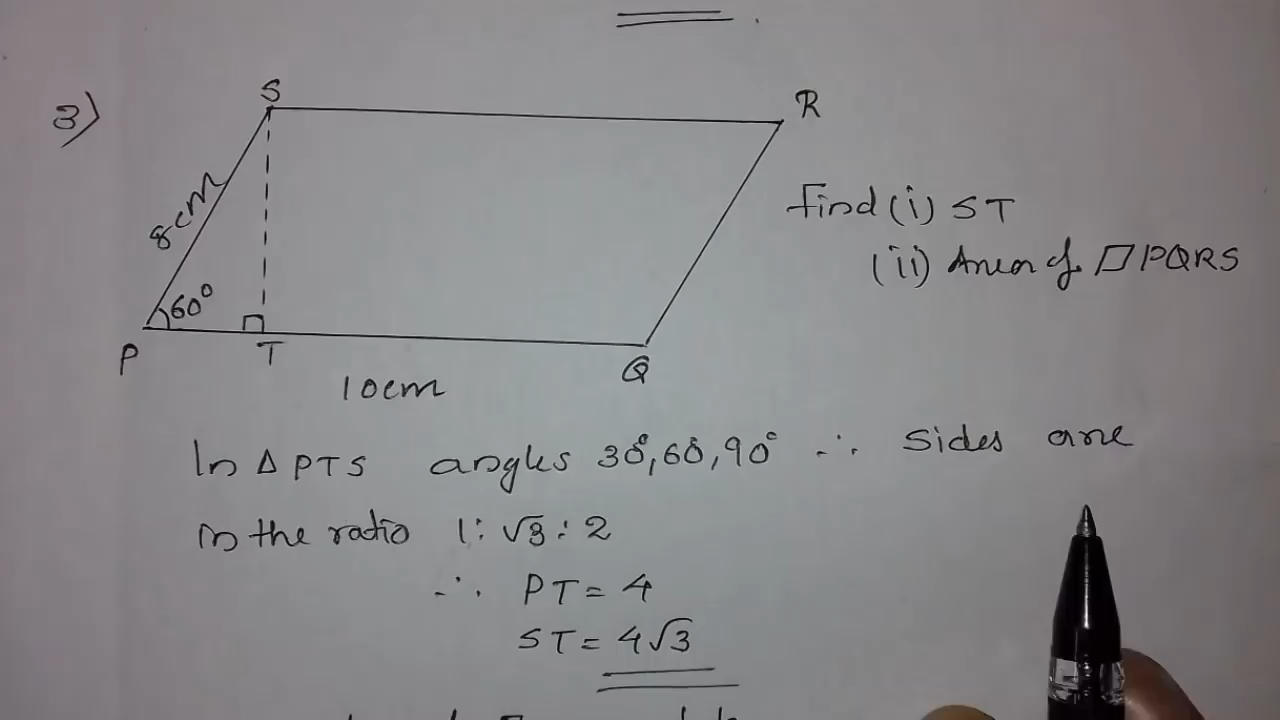 3)
S
R
8cm
60°
P
T
Q
10cm
Find (i) ST
(ii) Area of ▱ PQRS
In Δ PTS angles 30°, 60°, 90° ∴ sides are
in the ratio 1 : √3 : 2
∴ PT = 4
ST = 4√3